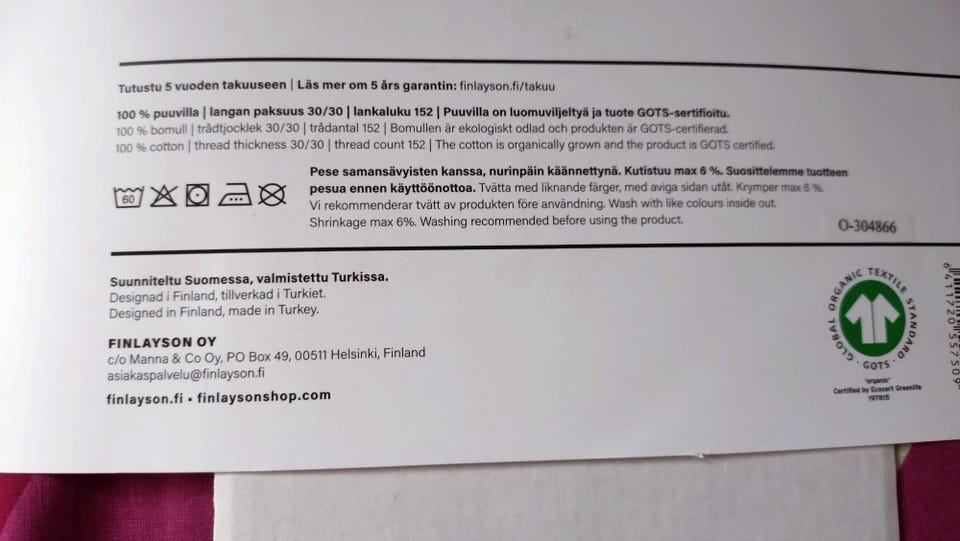 Tutustu 5 vuoden takuuseen | Läs mer om 5 års garantin: finlayson.fi/takuu
100 % puuvilla | langan paksuus 30/30 | lankaluku 152 | Puuvilla on luomuviljeltyä ja tuote GOTS-sertifioitu.
100 % bomull | trådtjocklek 30/30 | trådantal 152 | Bomullen är ekologiskt odlad och produkten är GOTS-certifierad.
100 % cotton | thread thickness 30/30 | thread count 152 | The cotton is organically grown and the product is GOTS certified.
60
Pese samansävyisten kanssa, nurinpäin käännettynä. Kutistuu max 6 %. Suosittelemme tuotteen
pesua ennen käyttöönottoa. Tvätta med liknande färger, med aviga sidan utåt. Krymper max 6 %.
Vi rekommenderar tvätt av produkten före användning. Wash with like colours inside out.
Shrinkage max 6%. Washing recommended before using the product.
O-304866
Suunniteltu Suomessa, valmistettu Turkissa.
Designad i Finland, tillverkad i Turkiet.
Designed in Finland, made in Turkey.
FINLAYSON OY
c/o Manna & Co Oy, PO Box 49, 00511 Helsinki, Finland
asiakaspalvelu@finlayson.fi
finlayson.fi • finlaysonshop.com
GLOBAL ORGANIC TEXTILE STANDARD · GOTS ·
"organic"
Certified by Ecocert Greenlife
197815
6 411720 557509